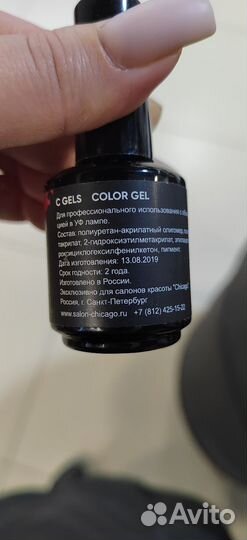 C GELS COLOR GEL
Для профессионального использования с
цией в УФ лампе.
Состав: полиуретан-акрилатный олигомер,
такрилат, 2-гидроксиэтилметакрилат,
роксициклогексилфенилкетон, пигмент.
Дата изготовления: 13.08.2019
Срок годности: 2 года.
Изготовлено в России.
Эксклюзивно для салонов красоты "Chicago"
Россия, г. Санкт-Петербург
www.salon-chicago.ru +7 (812) 425-15-22
Avito